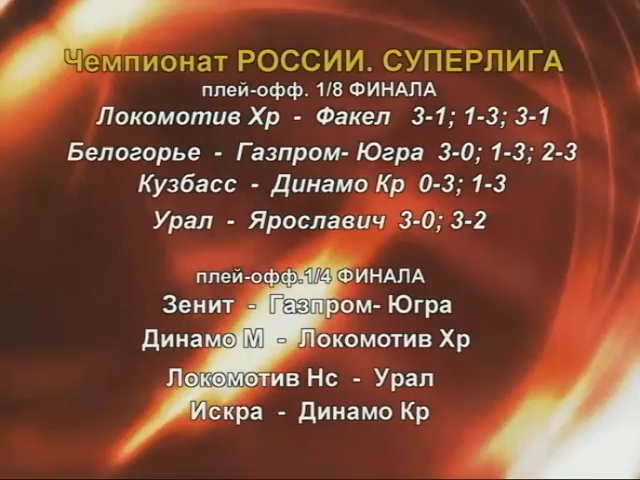 Чемпионат РОССИИ. СУПЕРЛИГА
плей-офф. 1/8 ФИНАЛА
Локомотив Хр - Факел 3-1; 1-3; 3-1
Белогорье - Газпром- Югра 3-0; 1-3; 2-3
Кузбасс - Динамо Кр 0-3; 1-3
Урал - Ярославич 3-0; 3-2
плей-офф.1/4 ФИНАЛА
Зенит - Газпром- Югра
Динамо М - Локомотив Хр
Локомотив Нс - Урал
Искра - Динамо Кр